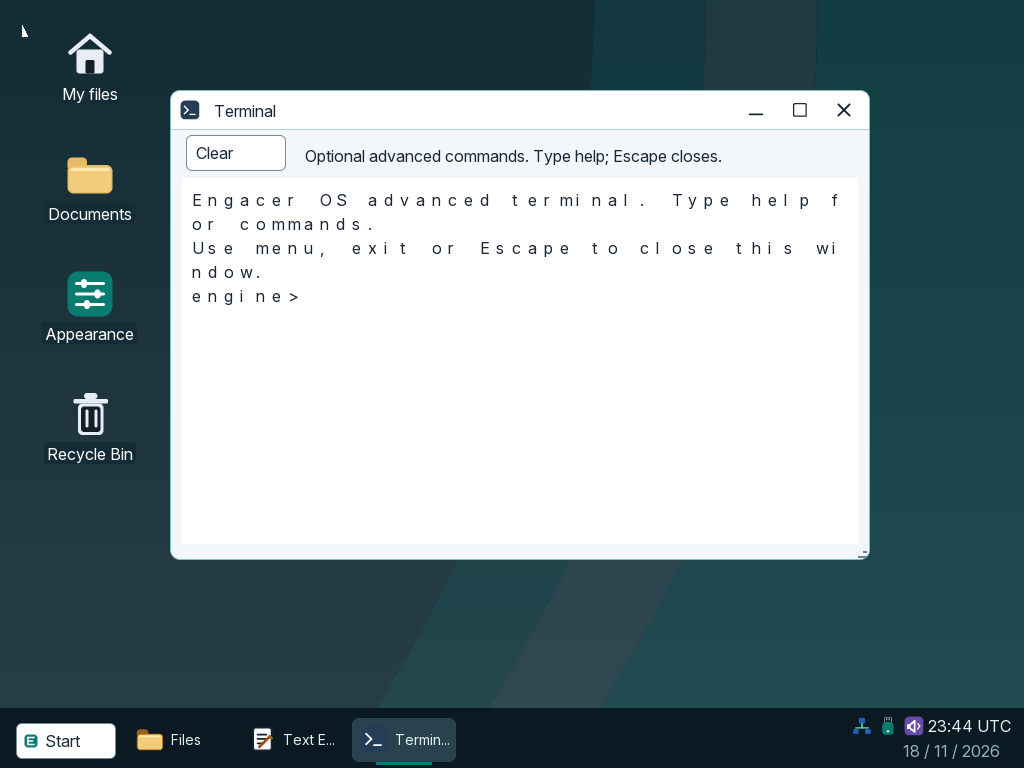 My files
Documents
Appearance
Recycle Bin
Terminal
Clear
Optional advanced commands. Type help; Escape closes.
Engacer OS advanced terminal. Type help f
or commands.
Use menu, exit or Escape to close this wi
ndow.
engine>
Start
Files
Text E...
Termin...
23:44 UTC
18 / 11 / 2026